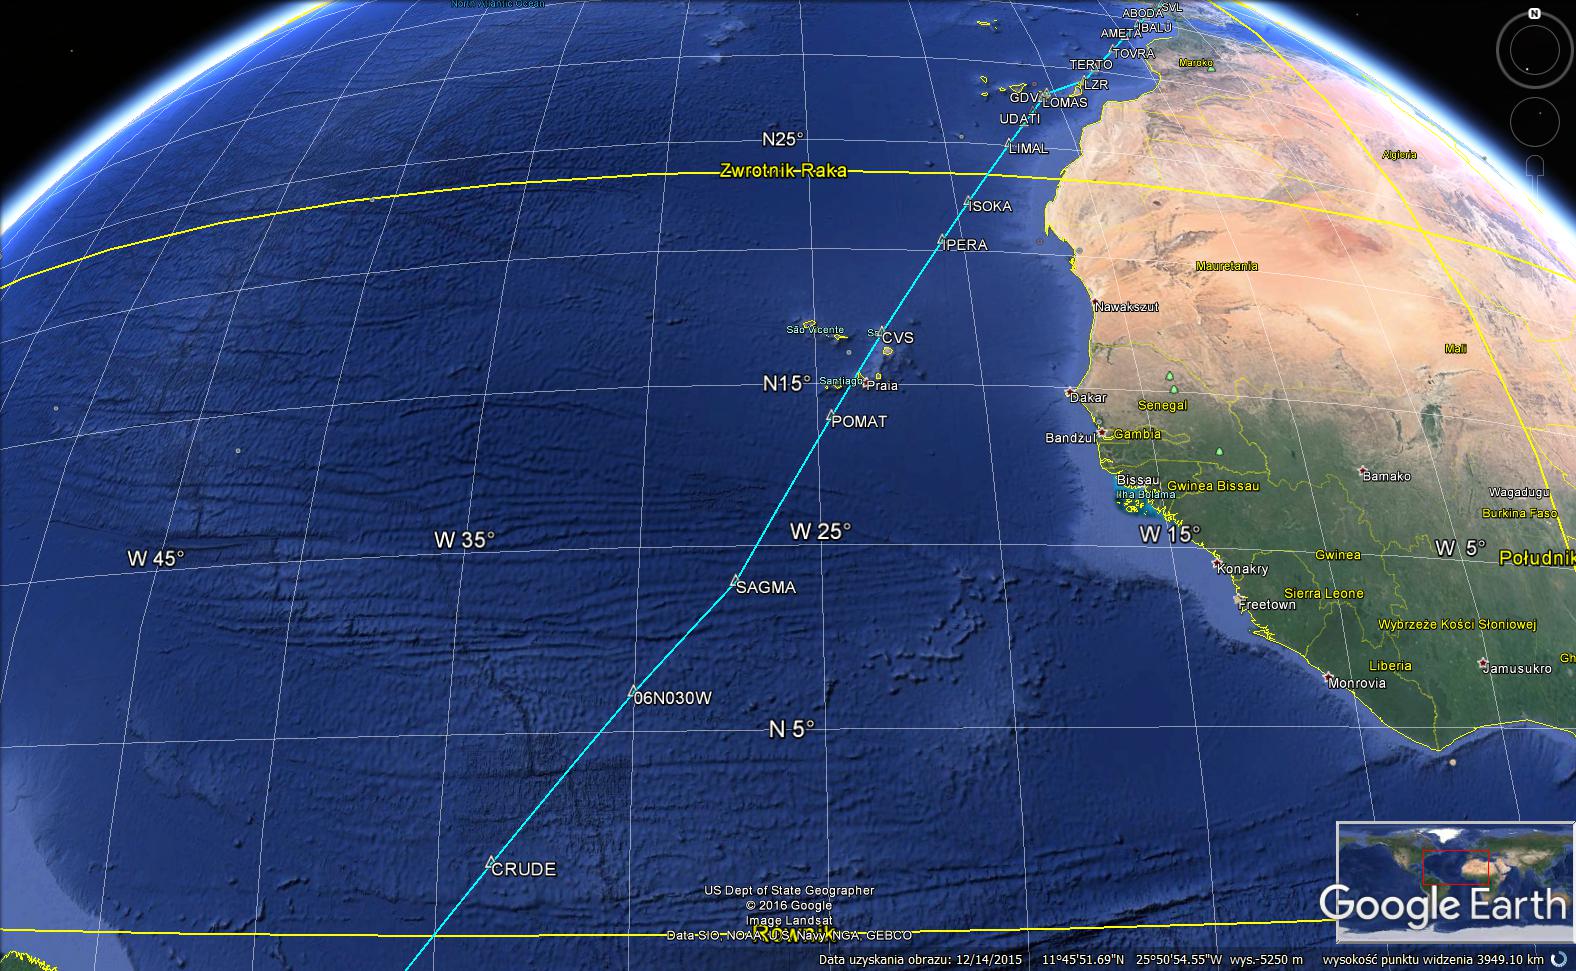 North Atlantic Ocean
SVL
ABODA
IBALU
AMETA
TOVRA
TERTO
Maroko
LZR
GDV
LOMAS
UDATI
N25°
LIMAL
Algieria
Zwrotnik Raka
ISOKA
IPERA
Mauretania
Nawakszut
São Vicente
CVS
Mali
N15°
Santiago
Praia
Dakar
Senegal
POMAT
Bandżul
Gambia
Bamako
Bissau
Gwinea Bissau
Ilha Bolama
Wagadugu
Burkina Faso
W 45°
W 35°
W 25°
W 15°
W 5°
Gwinea
Południk
Konakry
SAGMA
Sierra Leone
Freetown
Wybrzeże Kości Słoniowej
Liberia
Jamusukro
Gh
Monrovia
06N030W
N 5°
CRUDE
US Dept of State Geographer
© 2016 Google
Image Landsat
Data SIO, NOAA, U.S. Navy, NGA, GEBCO
Równik
Google Earth
Data uzyskania obrazu: 12/14/2015 11°45'51.69"N 25°50'54.55"W wys.-5250 m wysokość punktu widzenia 3949.10 km
N